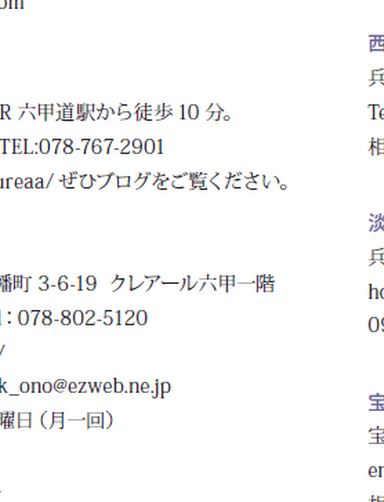 om
R 六甲道駅から徒歩 10 分。
TEL:078-767-2901
ureaa/ ぜひブログをご覧ください。
幡町 3-6-19 クレアール六甲一階
: 078-802-5120
/
k_ono@ezweb.ne.jp
曜日（月一回）
西
兵
Te
相
淡
兵
ho
09
宝
宝
en